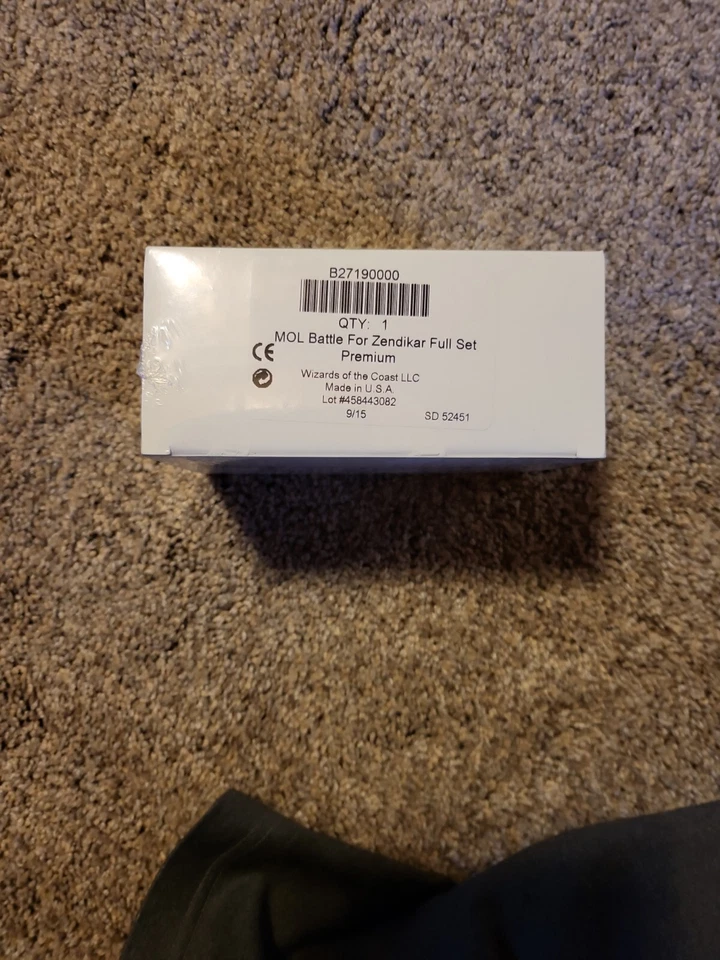 B27190000
QTY: 1
MOL Battle For Zendikar Full Set
Premium
CE
Wizards of the Coast LLC
Made in U.S.A.
Lot #458443082
9/15 SD 52451